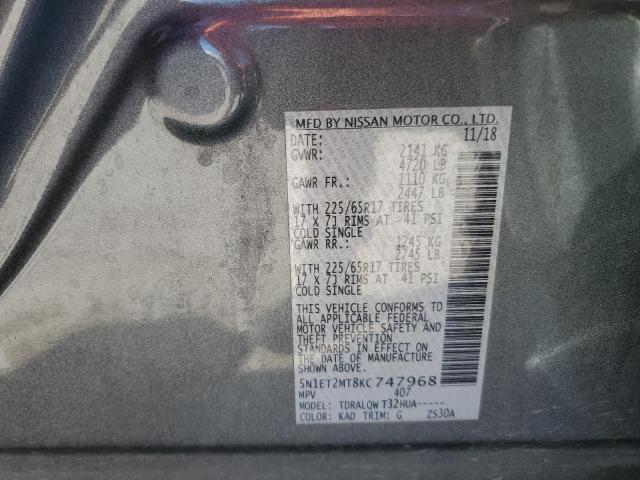 MFD BY NISSAN MOTOR CO., LTD.
DATE: 11/18
GVWR: 2141 KG
4720 LB
GAWR FR.: 1110 KG
2447 LB
WITH 225/65R17 TIRES
17 X 7J RIMS AT 41 PSI
COLD SINGLE
GAWR RR.: 1245 KG
2745 LB
WITH 225/65R17 TIRES
17 X 7J RIMS AT 41 PSI
COLD SINGLE
THIS VEHICLE CONFORMS TO
ALL APPLICABLE FEDERAL
MOTOR VEHICLE SAFETY AND
THEFT PREVENTION
STANDARDS IN EFFECT ON
THE DATE OF MANUFACTURE
SHOWN ABOVE.
5N1ET2MT8KC747968
MPV 407
MODEL: TDRALQW T32HUA-----
COLOR: KAD TRIM: G ZS30A